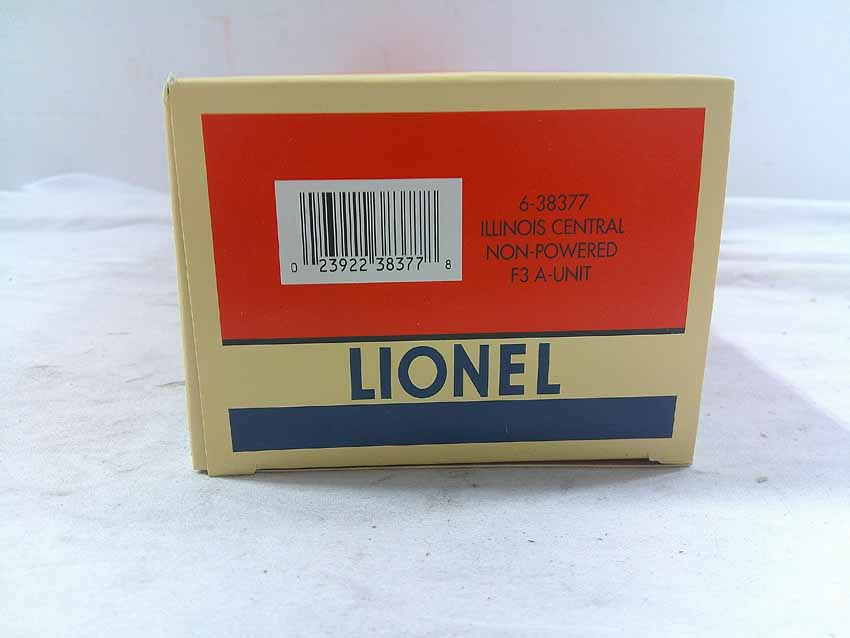 6-38377
ILLINOIS CENTRAL
NON-POWERED
F3 A-UNIT
0 23922 38377 8
LIONEL